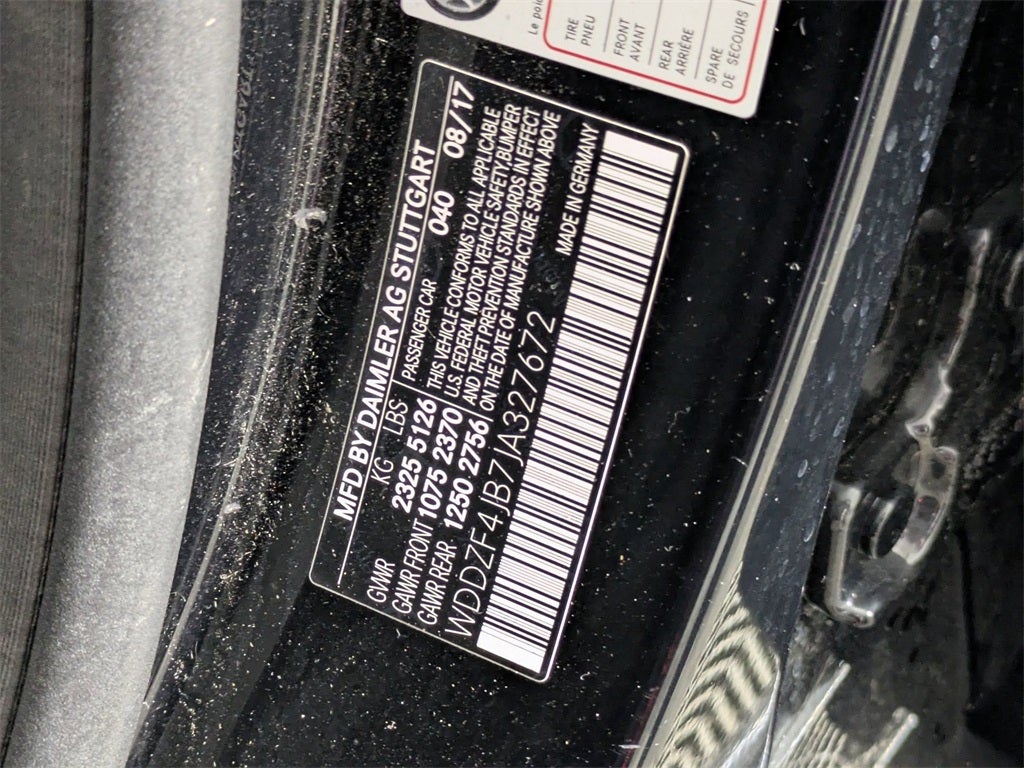 Le
TIRE
PNEU
FRONT
AVANT
REAR
ARRIÈRE
SPARE
DE SECOURS
MFD BY DAIMLER AG STUTTGART
040 08/17
KG LBS
GVWR 2325 5126
GAWR FRONT 1075 2370
GAWR REAR 1250 2756
PASSENGER CAR
THIS VEHICLE CONFORMS TO ALL APPLICABLE
U.S. FEDERAL MOTOR VEHICLE SAFETY, BUMPER
AND THEFT PREVENTION STANDARDS IN EFFECT
ON THE DATE OF MANUFACTURE SHOWN ABOVE
WDDZF4JB7JA327672
MADE IN GERMANY